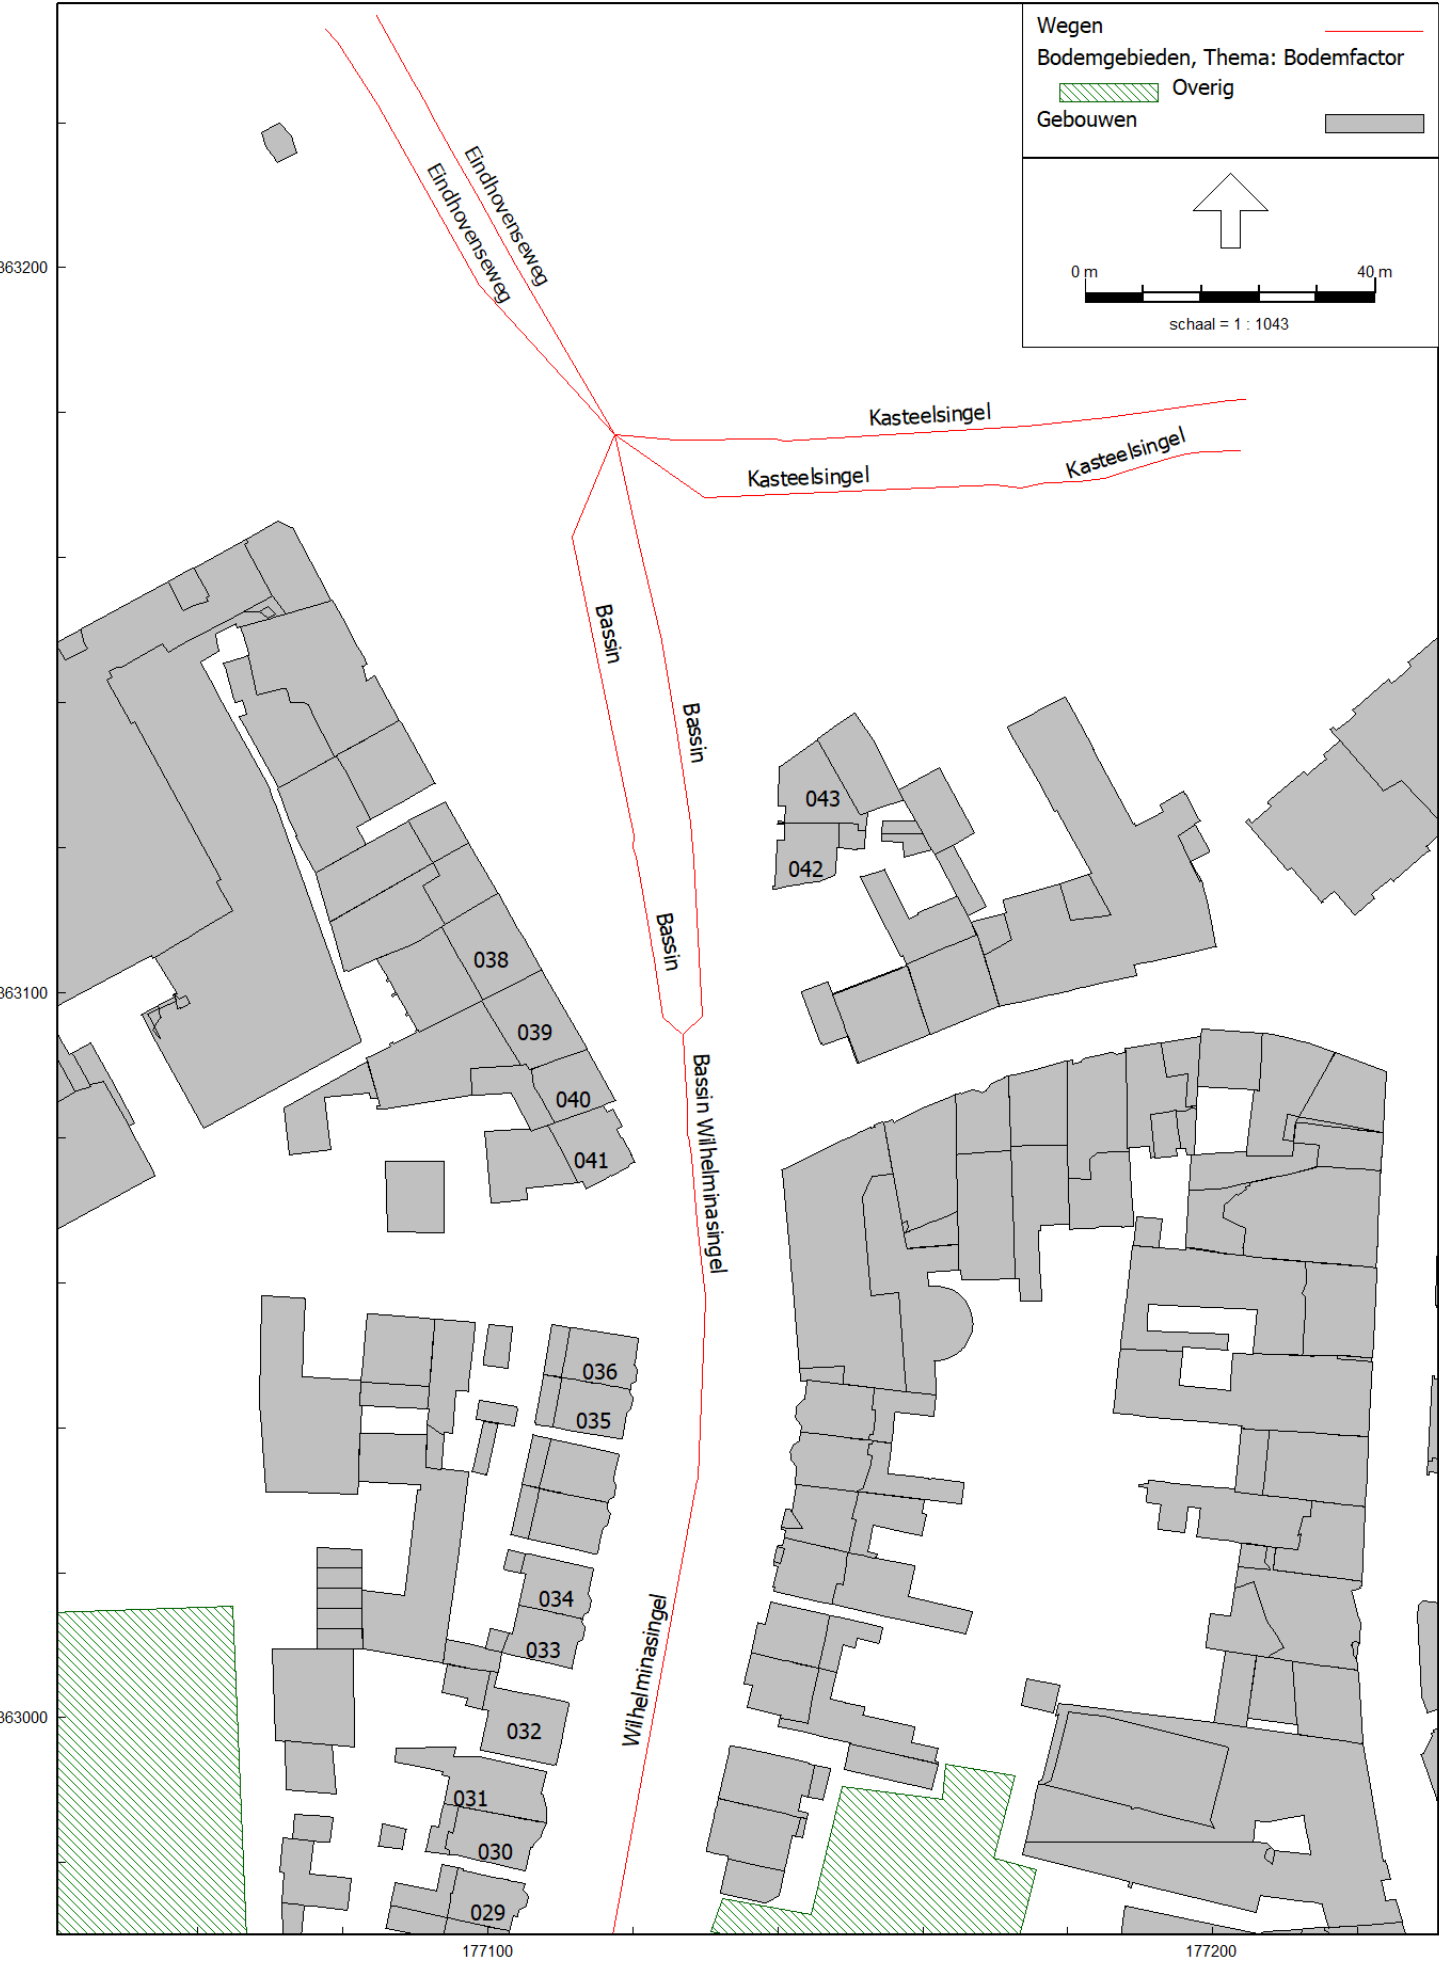 Wegen
Bodemgebieden, Thema: Bodemfactor
Overig
Gebouwen
0 m
40 m
schaal = 1 : 1043
Eindhovenseweg
Eindhovenseweg
363200
Kasteelsingel
Kasteelsingel
Kasteelsingel
Bassin
Bassin
043
042
Bassin
038
363100
039
Bassin Wilhelminasingel
040
041
036
035
034
Wilhelminasingel
033
363000
032
031
030
029
177100
177200